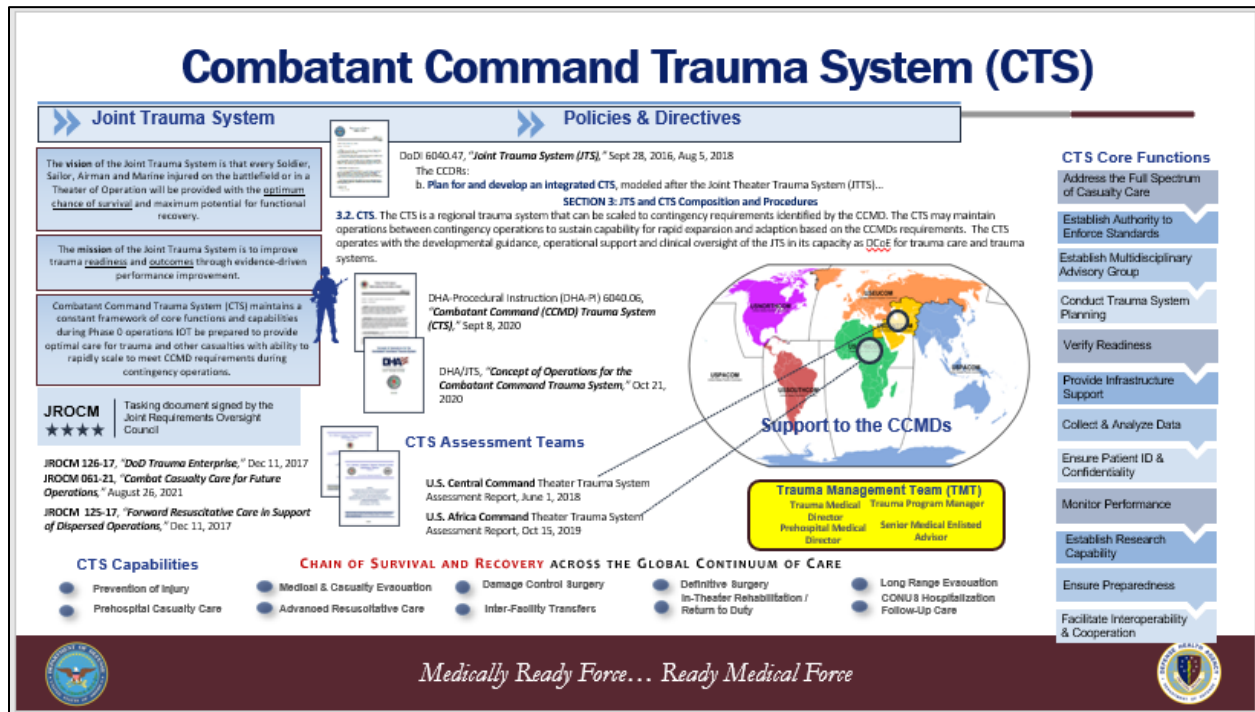 Combatant Command Trauma System (CTS)
Joint Trauma System
Policies & Directives
The vision of the Joint Trauma System is that every Soldier,
Sailor, Airman and Marine injured on the battlefield or in a
Theater of Operation will be provided with the optimum
chance of survival and maximum potential for functional
recovery.
The mission of the Joint Trauma System is to improve
trauma readiness and outcomes through evidence-driven
performance improvement.
Combatant Command Trauma System (CTS) maintains a
constant framework of core functions and capabilities
during Phase 0 operations IOT be prepared to provide
optimal care for trauma and other casualties with ability to
rapidly scale to meet CCMD requirements during
contingency operations.
JROCM
Tasking document signed by the
Joint Requirements Oversight
Council
JROCM 126-17, "DoD Trauma Enterprise," Dec 11, 2017
JROCM 061-21, "Combat Casualty Care for Future
Operations," August 26, 2021
JROCM 125-17, "Forward Resuscitative Care in Support
of Dispersed Operations," Dec 11, 2017
DoDI 6040.47, "Joint Trauma System (JTS)," Sept 28, 2016, Aug 5, 2018
The CCDRs:
b. Plan for and develop an integrated CTS, modeled after the Joint Theater Trauma System (JTTS)...
SECTION 3: JTS and CTS Composition and Procedures
3.2. CTS. The CTS is a regional trauma system that can be scaled to contingency requirements identified by the CCMD. The CTS may maintain
operations between contingency operations to sustain capability for rapid expansion and adaption based on the CCMDs requirements. The CTS
operates with the developmental guidance, operational support and clinical oversight of the JTS in its capacity as DCoE for trauma care and trauma
systems.
DHA-Procedural Instruction (DHA-PI) 6040.06,
"Combatant Command (CCMD) Trauma System
(CTS)," Sept 8, 2020
DHA
DHA/JTS, "Concept of Operations for the
Combatant Command Trauma System," Oct 21,
2020
CTS Assessment Teams
U.S. Central Command Theater Trauma System
Assessment Report, June 1, 2018
U.S. Africa Command Theater Trauma System
Assessment Report, Oct 15, 2019
USNORTHCOM
USEUCOM
USPACOM
USSOUTHCOM
USPACOM
Support to the CCMDs
Trauma Management Team (TMT)
Trauma Medical
Director
Trauma Program Manager
Prehospital Medical
Director
Senior Medical Enlisted
Advisor
CTS Core Functions
Address the Full Spectrum
of Casualty Care
Establish Authority to
Enforce Standards
Establish Multidisciplinary
Advisory Group
Conduct Trauma System
Planning
Verify Readiness
Provide Infrastructure
Support
Collect & Analyze Data
Ensure Patient ID &
Confidentiality
Monitor Performance
Establish Research
Capability
Ensure Preparedness
Facilitate Interoperability
& Cooperation
CTS Capabilities
CHAIN OF SURVIVAL AND RECOVERY ACROSS THE GLOBAL CONTINUUM OF CARE
Prevention of Injury
Prehospital Casualty Care
Medical & Casualty Evacuation
Advanced Resuscitative Care
Damage Control Surgery
Inter-Facility Transfers
Definitive Surgery
In-Theater Rehabilitation /
Return to Duty
Long Range Evacuation
CONUS Hospitalization
Follow-Up Care
Medically Ready Force… Ready Medical Force